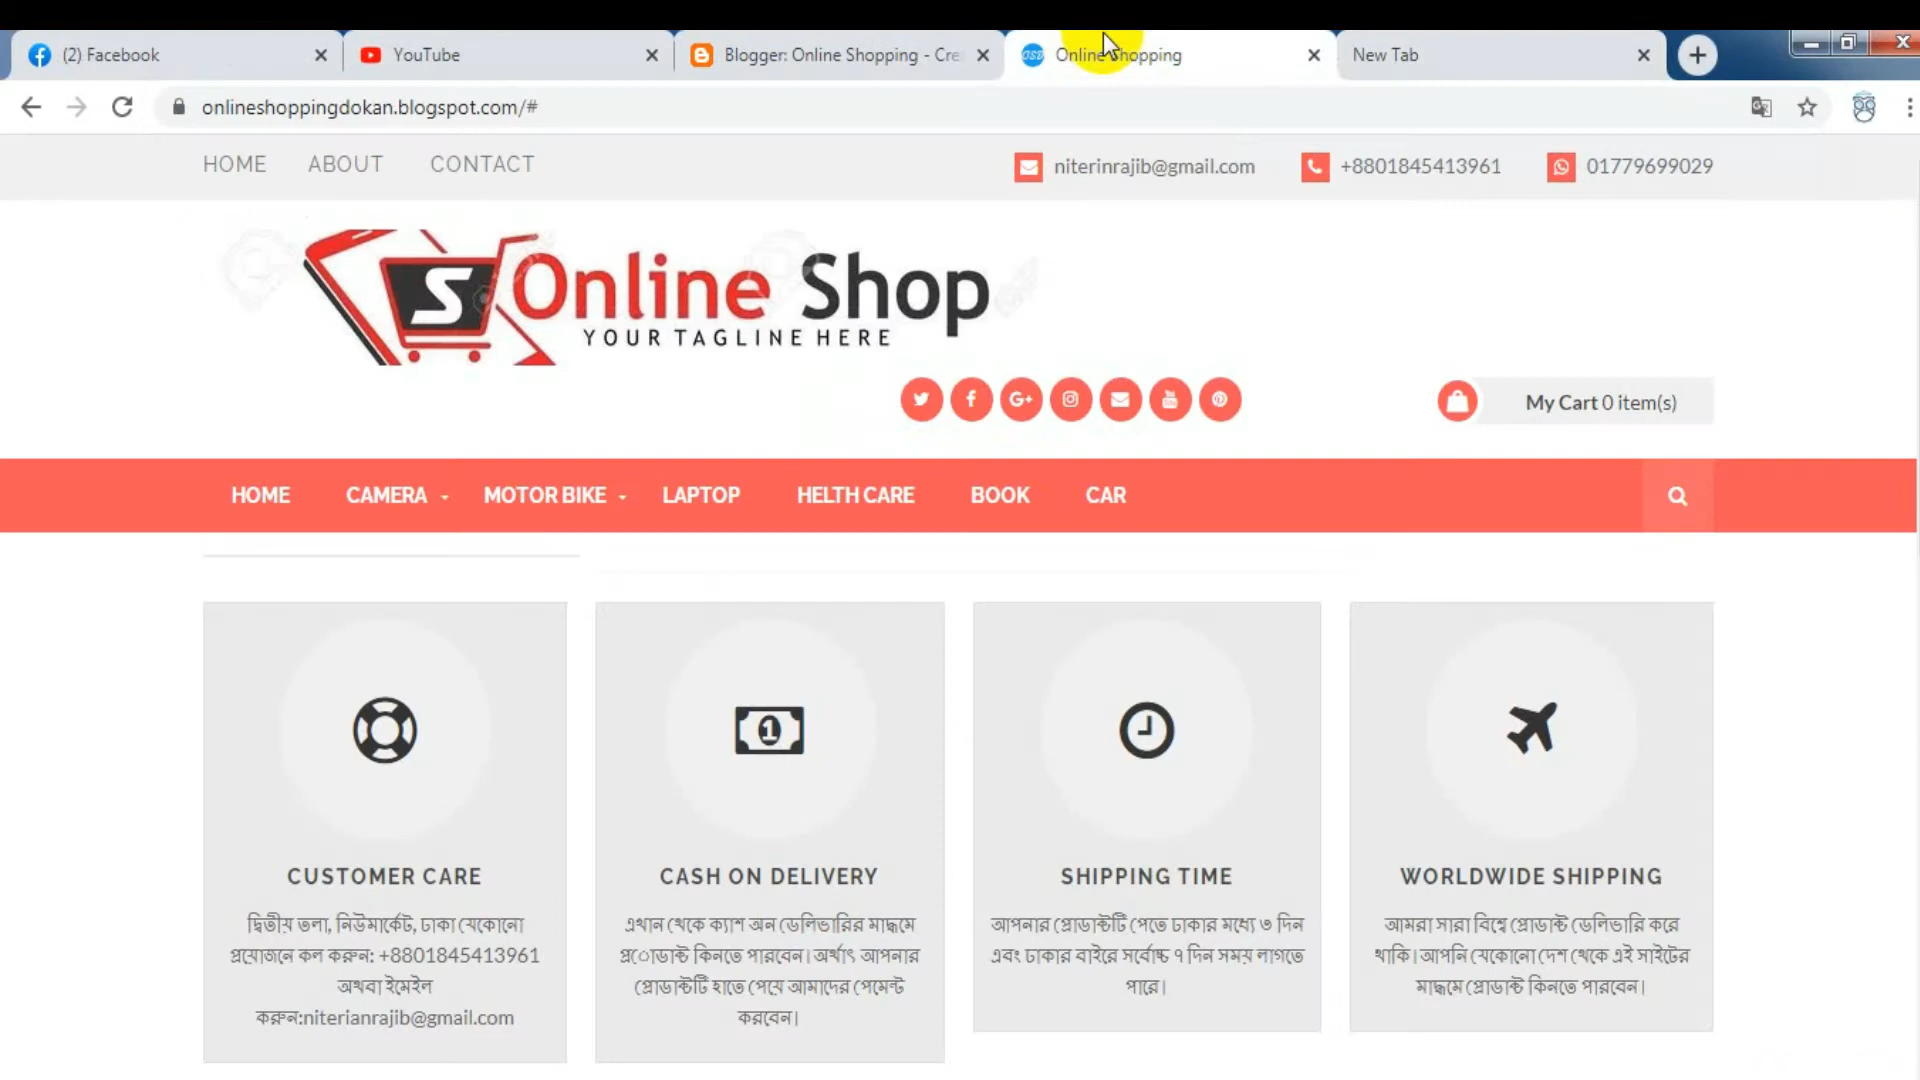 (2) Facebook
YouTube
Blogger: Online Shopping - Cre
Online Shopping
New Tab
onlineshoppingdokan.blogspot.com/#
HOME ABOUT CONTACT
niterinrajib@gmail.com
+8801845413961
01779699029
S Online Shop
YOUR TAGLINE HERE
My Cart 0 item(s)
HOME CAMERA MOTOR BIKE LAPTOP HELTH CARE BOOK CAR
CUSTOMER CARE
দ্বিতীয় তলা, নিউমার্কেট, ঢাকা যেকোনো
প্রয়োজনে কল করুন: +8801845413961
অথবা ইমেইল
করুন:niterianrajib@gmail.com
CASH ON DELIVERY
এখান থেকে ক্যাশ অন ডেলিভারির মাদ্ধমে
প্রোডাক্ট কিনতে পারবেন। অর্থাৎ আপনার
প্রোডাক্টটি হাতে পেয়ে আমাদের পেমেন্ট
করবেন।
SHIPPING TIME
আপনার প্রোডাক্টটি পেতে ঢাকার মধ্যে ৩ দিন
এবং ঢাকার বাইরে সর্বোচ্চ ৭ দিন সময় লাগতে
পারে।
WORLDWIDE SHIPPING
আমরা সারা বিশ্বে প্রোডাক্ট ডেলিভারি করে
থাকি। আপনি যেকোনো দেশ থেকে এই সাইটের
মাদ্ধমে প্রোডাক্ট কিনতে পারবেন।